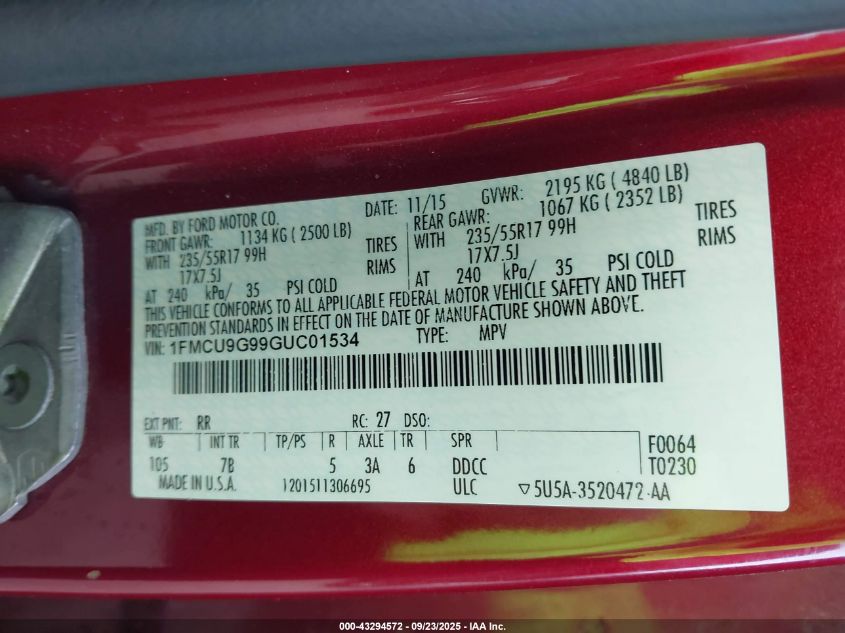 MFD. BY FORD MOTOR CO. DATE: 11/15 GVWR: 2195 KG ( 4840 LB)
FRONT GAWR: 1134 KG ( 2500 LB) REAR GAWR: 1067 KG ( 2352 LB)
WITH 235/55R17 99H TIRES WITH 235/55R17 99H TIRES
17X7.5J RIMS 17X7.5J RIMS
AT 240 kPa/ 35 PSI COLD AT 240 kPa/ 35 PSI COLD
THIS VEHICLE CONFORMS TO ALL APPLICABLE FEDERAL MOTOR VEHICLE SAFETY AND THEFT
PREVENTION STANDARDS IN EFFECT ON THE DATE OF MANUFACTURE SHOWN ABOVE.
VIN: 1FMCU9G99GUC01534 TYPE: MPV
EXT PNT: RR RC: 27 DSO:
WB INT TR TP/PS R AXLE TR SPR F0064
105 7B 5 3A 6 DDCC T0230
MADE IN U.S.A. 1201511306695 ULC ▽5U5A-3520472-AA
000-43294572 - 09/23/2025 - IAA Inc.